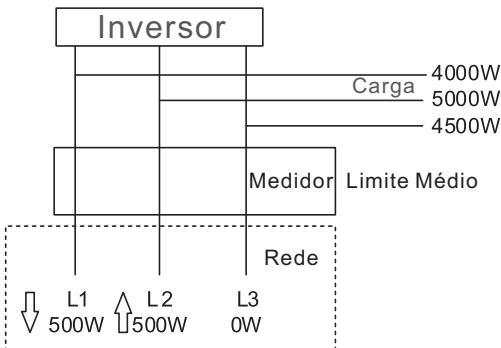 Inversor
4000W
Carga
5000W
4500W
Medidor Limite Médio
Rede
L1 L2 L3
500W 500W 0W